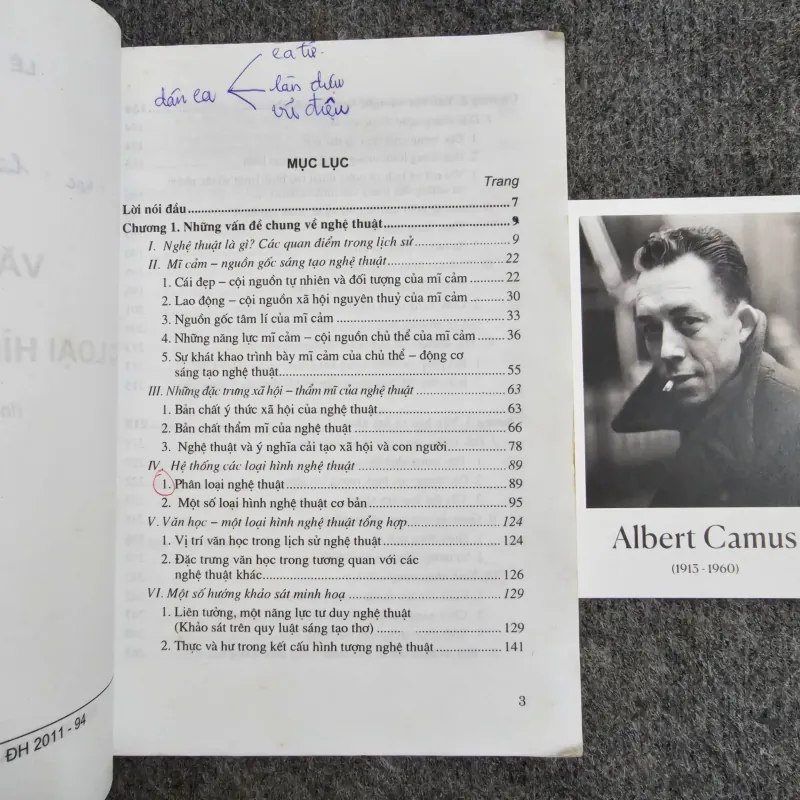 ca từ
dân ca
làn điệu
vũ điệu
MỤC LỤC
Trang
Lời nói đầu.....7
Chương 1. Những vấn đề chung về nghệ thuật.....9
I. Nghệ thuật là gì? Các quan điểm trong lịch sử.....9
II. Mĩ cảm – nguồn gốc sáng tạo nghệ thuật.....22
1. Cái đẹp – cội nguồn tự nhiên và đối tượng của mĩ cảm.....22
2. Lao động – cội nguồn xã hội nguyên thuỷ của mĩ cảm.....30
3. Nguồn gốc tâm lí của mĩ cảm.....33
4. Những năng lực mĩ cảm – cội nguồn chủ thể của mĩ cảm.....36
5. Sự khát khao trình bày mĩ cảm của chủ thể – động cơ
sáng tạo nghệ thuật.....55
III. Những đặc trưng xã hội – thẩm mĩ của nghệ thuật.....63
1. Bản chất ý thức xã hội của nghệ thuật.....63
2. Bản chất thẩm mĩ của nghệ thuật.....66
3. Nghệ thuật và ý nghĩa cải tạo xã hội và con người.....78
IV. Hệ thống các loại hình nghệ thuật.....89
1. Phân loại nghệ thuật.....89
2. Một số loại hình nghệ thuật cơ bản.....95
V. Văn học – một loại hình nghệ thuật tổng hợp.....124
1. Vị trí văn học trong lịch sử nghệ thuật.....124
2. Đặc trưng văn học trong tương quan với các
nghệ thuật khác.....126
VI. Một số hướng khảo sát minh hoạ.....129
1. Liên tưởng, một năng lực tư duy nghệ thuật
(Khảo sát trên quy luật sáng tạo thơ).....129
2. Thực và hư trong kết cấu hình tượng nghệ thuật.....141
3
ĐH 2011 - 94
Albert Camus
(1913 - 1960)